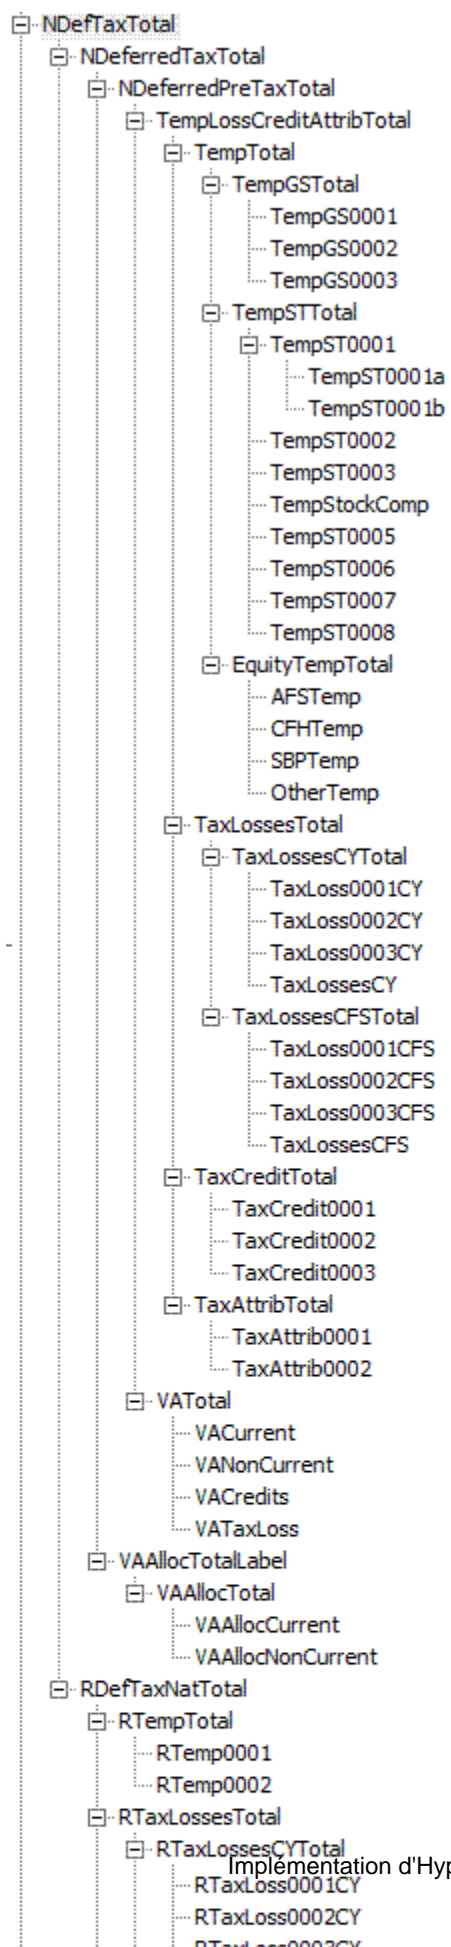 NDefTaxTotal
NDeferredTaxTotal
NDeferredPreTaxTotal
TempLossCreditAttribTotal
TempTotal
TempGSTotal
TempGS0001
TempGS0002
TempGS0003
TempSTTotal
TempST0001
TempST0001a
TempST0001b
TempST0002
TempST0003
TempStockComp
TempST0005
TempST0006
TempST0007
TempST0008
EquityTempTotal
AFSTemp
CFHTemp
SBPTemp
OtherTemp
TaxLossesTotal
TaxLossesCYTotal
TaxLoss0001CY
TaxLoss0002CY
TaxLoss0003CY
TaxLossesCY
TaxLossesCFSTotal
TaxLoss0001CFS
TaxLoss0002CFS
TaxLoss0003CFS
TaxLossesCFS
TaxCreditTotal
TaxCredit0001
TaxCredit0002
TaxCredit0003
TaxAttribTotal
TaxAttrib0001
TaxAttrib0002
VATotal
VACurrent
VANonCurrent
VACredits
VATaxLoss
VAAllocTotalLabel
VAAllocTotal
VAAllocCurrent
VAAllocNonCurrent
RDefTaxNatTotal
RTempTotal
RTemp0001
RTemp0002
RTaxLossesTotal
RTaxLossesCYTotal
Implémentation d'Hyp
RTaxLoss0001CY
RTaxLoss0002CY
RTaxLoss0003CY